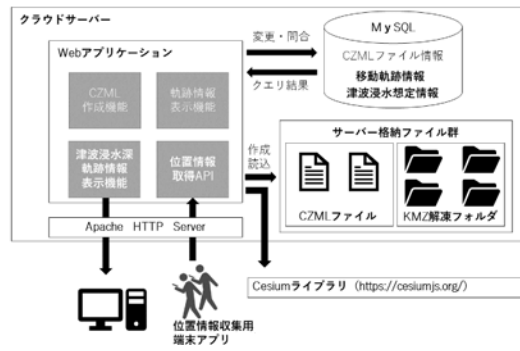 クラウドサーバー
Webアプリケーション
CZML
作成機能
軌跡情報
表示機能
津波浸水深
軌跡情報
表示機能
位置情報
取得API
Apache HTTP Server
変更・問合
クエリ結果
MySQL
CZMLファイル情報
移動軌跡情報
津波浸水想定情報
作成
読込
サーバー格納ファイル群
CZMLファイル
KMZ解凍フォルダ
Cesiumライブラリ（https://cesiumjs.org/）
位置情報収集用
端末アプリ